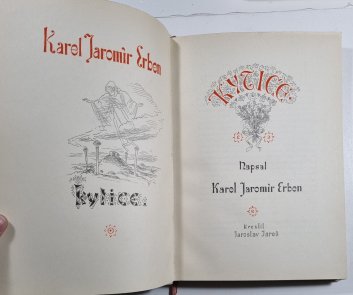 Karel Jaromír Erben
kytice.
KYTICE
Napsal
Karel Jaromír Erben
Kreslil
Jaroslav Jareš